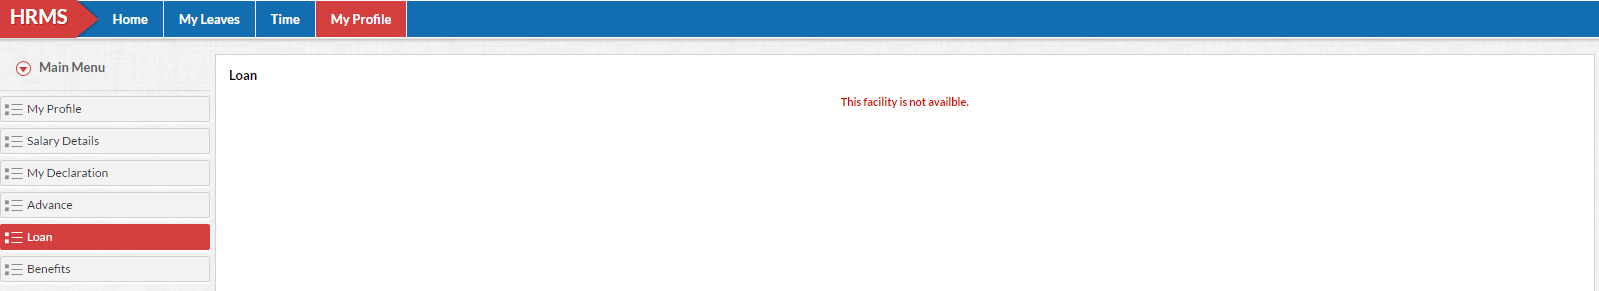 HRMS Home My Leaves Time My Profile
Main Menu
My Profile
Salary Details
My Declaration
Advance
Loan
Benefits
Loan
This facility is not availble.